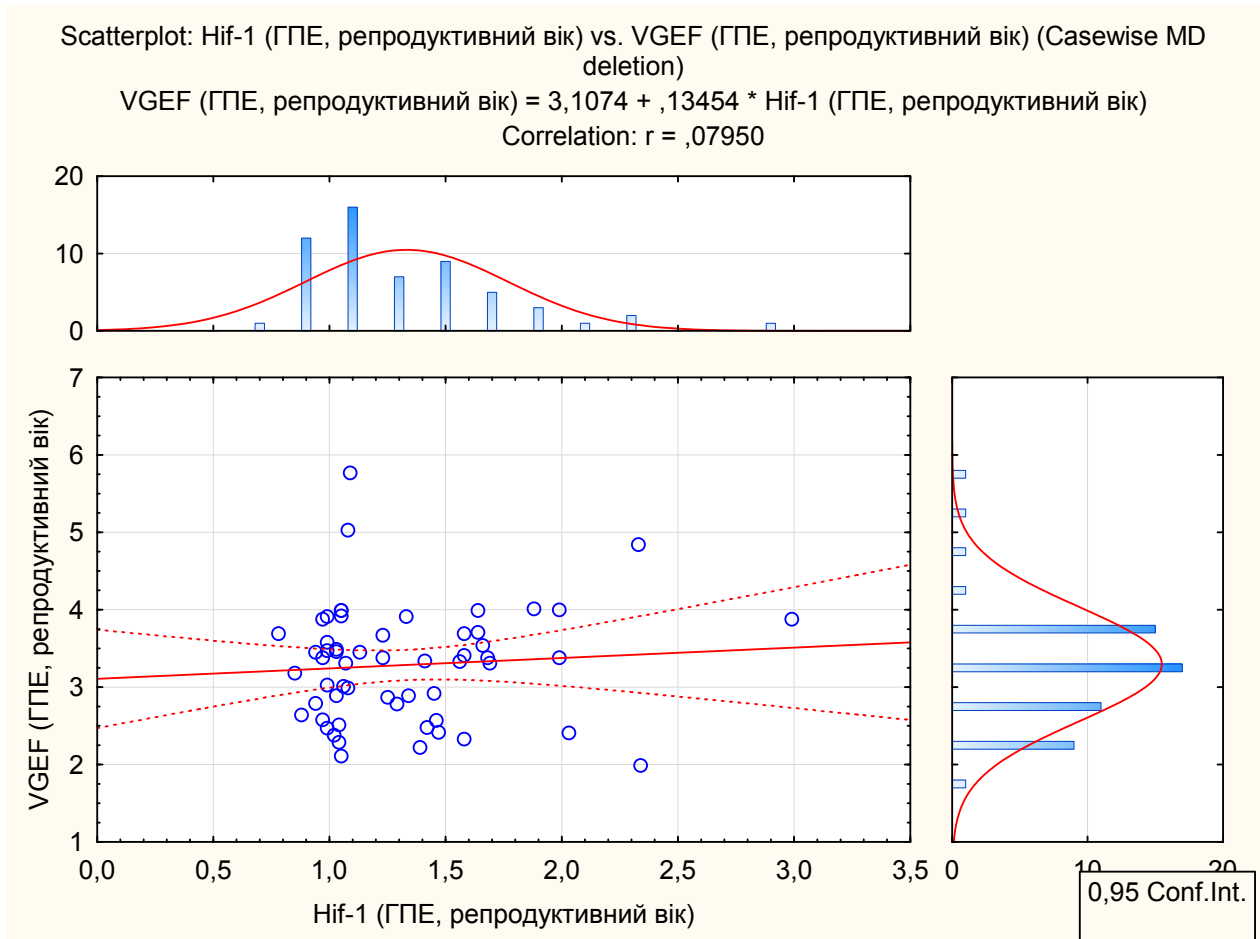 Scatterplot: Hif-1 (ГПЕ, репродуктивний вік) vs. VGEF (ГПЕ, репродуктивний вік) (Casewise MD
deletion)
VGEF (ГПЕ, репродуктивний вік) = 3,1074 + ,13454 * Hif-1 (ГПЕ, репродуктивний вік)
Correlation: r = ,07950
20
10
0
7
6
5
4
3
2
1
VGEF (ГПЕ, репродуктивний вік)
0,0 0,5 1,0 1,5 2,0 2,5 3,0 3,5
0 10 20
Hif-1 (ГПЕ, репродуктивний вік)
0,95 Conf.Int.